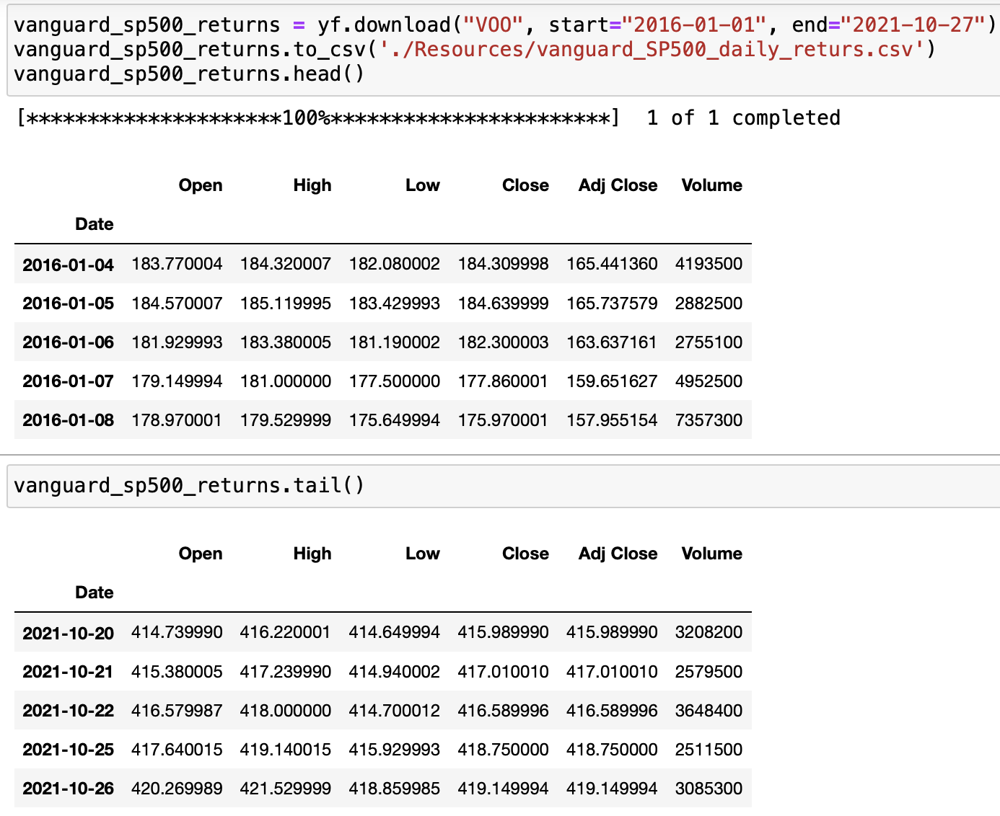 vanguard_sp500_returns = yf.download("VOO", start="2016-01-01", end="2021-10-27")
vanguard_sp500_returns.to_csv('./Resources/vanguard_SP500_daily_returs.csv')
vanguard_sp500_returns.head()
[*********************100%***********************]  1 of 1 completed
Open High Low Close Adj Close Volume
Date
2016-01-04 183.770004 184.320007 182.080002 184.309998 165.441360 4193500
2016-01-05 184.570007 185.119995 183.429993 184.639999 165.737579 2882500
2016-01-06 181.929993 183.380005 181.190002 182.300003 163.637161 2755100
2016-01-07 179.149994 181.000000 177.500000 177.860001 159.651627 4952500
2016-01-08 178.970001 179.529999 175.649994 175.970001 157.955154 7357300
vanguard_sp500_returns.tail()
Open High Low Close Adj Close Volume
Date
2021-10-20 414.739990 416.220001 414.649994 415.989990 415.989990 3208200
2021-10-21 415.380005 417.239990 414.940002 417.010010 417.010010 2579500
2021-10-22 416.579987 418.000000 414.700012 416.589996 416.589996 3648400
2021-10-25 417.640015 419.140015 415.929993 418.750000 418.750000 2511500
2021-10-26 420.269989 421.529999 418.859985 419.149994 419.149994 3085300